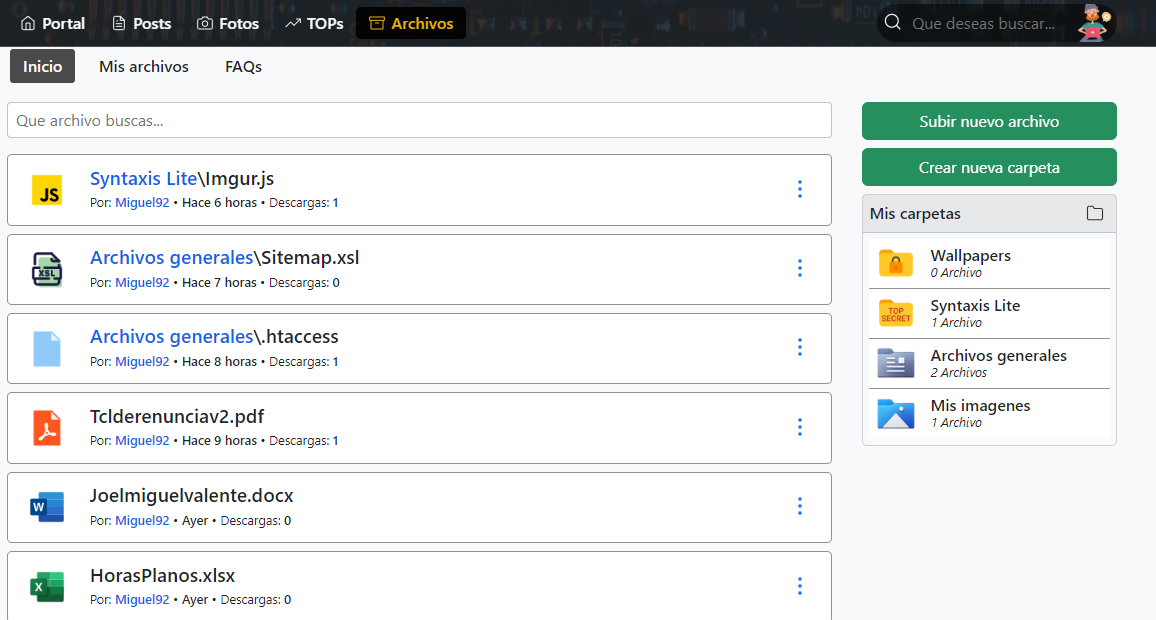 Portal Posts Fotos TOPs Archivos Que deseas buscar...
Inicio Mis archivos FAQs
Que archivo buscas...
JS
Syntaxis Lite\Imgur.js
Por: Miguel92 • Hace 6 horas • Descargas: 1
XSL
Archivos generales\Sitemap.xsl
Por: Miguel92 • Hace 7 horas • Descargas: 0
Archivos generales\.htaccess
Por: Miguel92 • Hace 8 horas • Descargas: 1
Tclderenunciav2.pdf
Por: Miguel92 • Hace 9 horas • Descargas: 1
W
Joelmiguelvalente.docx
Por: Miguel92 • Ayer • Descargas: 0
X
HorasPlanos.xlsx
Por: Miguel92 • Ayer • Descargas: 0
Subir nuevo archivo
Crear nueva carpeta
Mis carpetas
Wallpapers
0 Archivo
TOP
SECRET
Syntaxis Lite
1 Archivo
Archivos generales
2 Archivos
Mis imagenes
1 Archivo